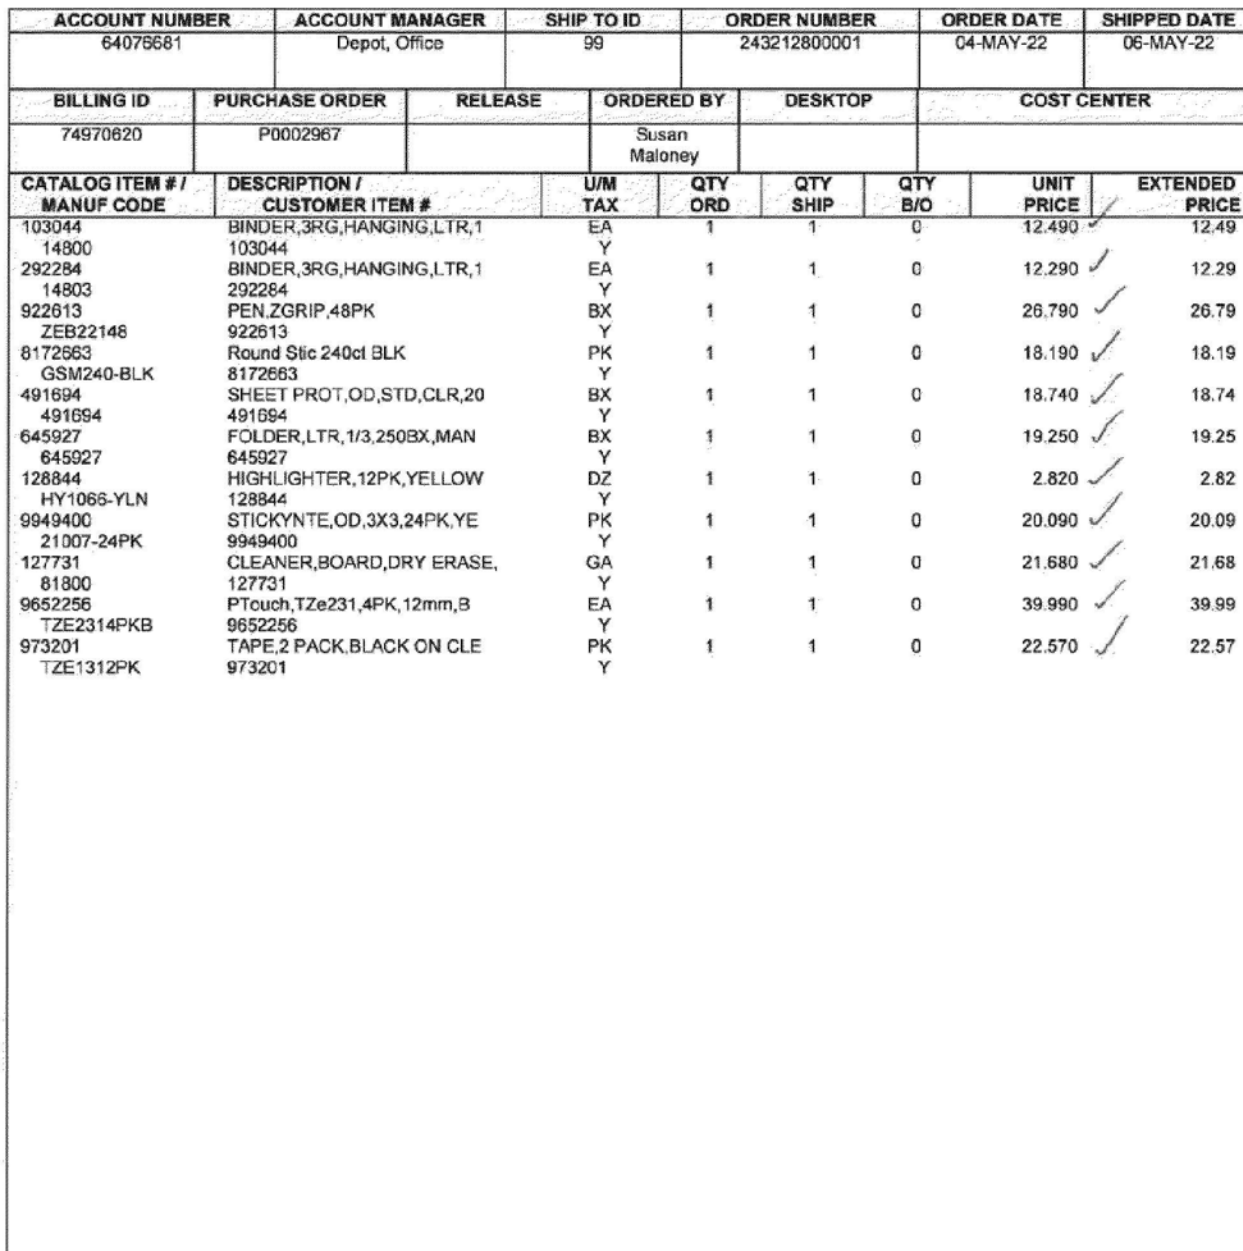 ACCOUNT NUMBER ACCOUNT MANAGER SHIP TO ID ORDER NUMBER ORDER DATE SHIPPED DATE
64076681 Depot, Office 99 243212800001 04-MAY-22 06-MAY-22
BILLING ID PURCHASE ORDER RELEASE ORDERED BY DESKTOP COST CENTER
74970620 P0002967 Susan
Maloney
CATALOG ITEM # / DESCRIPTION / U/M QTY QTY QTY UNIT EXTENDED
MANUF CODE CUSTOMER ITEM # TAX ORD SHIP B/O PRICE PRICE
103044 BINDER,3RG,HANGING,LTR,1 EA 1 1 0 12.490 12.49
14800 103044 Y
292284 BINDER,3RG,HANGING,LTR,1 EA 1 1 0 12.290 12.29
14803 292284 Y
922613 PEN,ZGRIP,48PK BX 1 1 0 26.790 26.79
ZEB22148 922613 Y
8172663 Round Stic 240ct BLK PK 1 1 0 18.190 18.19
GSM240-BLK 8172663 Y
491694 SHEET PROT,OD,STD,CLR,20 BX 1 1 0 18.740 18.74
491694 491694 Y
645927 FOLDER,LTR,1/3,250BX,MAN BX 1 1 0 19.250 19.25
645927 645927 Y
128844 HIGHLIGHTER,12PK,YELLOW DZ 1 1 0 2.820 2.82
HY1066-YLN 128844 Y
9949400 STICKYNTE,OD,3X3,24PK,YE PK 1 1 0 20.090 20.09
21007-24PK 9949400 Y
127731 CLEANER,BOARD,DRY ERASE, GA 1 1 0 21.680 21.68
81800 127731 Y
9652256 PTouch,TZe231,4PK,12mm,B EA 1 1 0 39.990 39.99
TZE2314PKB 9652256 Y
973201 TAPE,2 PACK,BLACK ON CLE PK 1 1 0 22.570 22.57
TZE1312PK 973201 Y